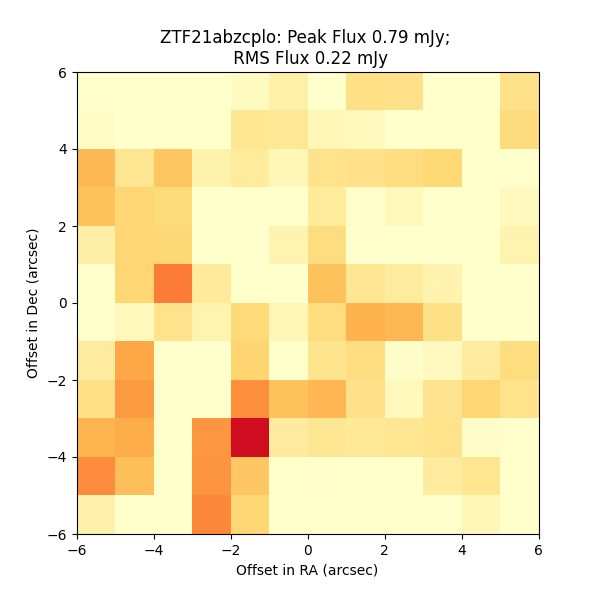 ZTF21abzcplo: Peak Flux 0.79 mJy;
RMS Flux 0.22 mJy
6
4
2
0
−2
−4
−6
Offset in Dec (arcsec)
−6 −4 −2 0 2 4 6
Offset in RA (arcsec)